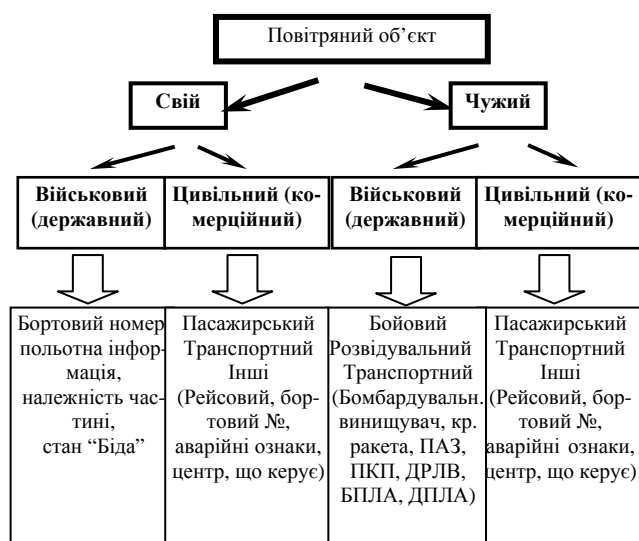 Повітряний об’єкт
Свій
Чужий
Військовий
(державний)
Цивільний (ко-
мерційний)
Військовий
(державний)
Цивільний (ко-
мерційний)
Бортовий номер
польотна інфор-
мація,
належність час-
тині,
стан “Біда”
Пасажирський
Транспортний
Інші
(Рейсовий, бор-
товий №,
аварійні ознаки,
центр, що керує)
Бойовий
Розвідувальний
Транспортний
(Бомбардувальн.
винищувач, кр.
ракета, ПАЗ,
ПКП, ДРЛВ,
БПЛА, ДПЛА)
Пасажирський
Транспортний
Інші
(Рейсовий, бор-
товий №,
аварійні ознаки,
центр, що керує)